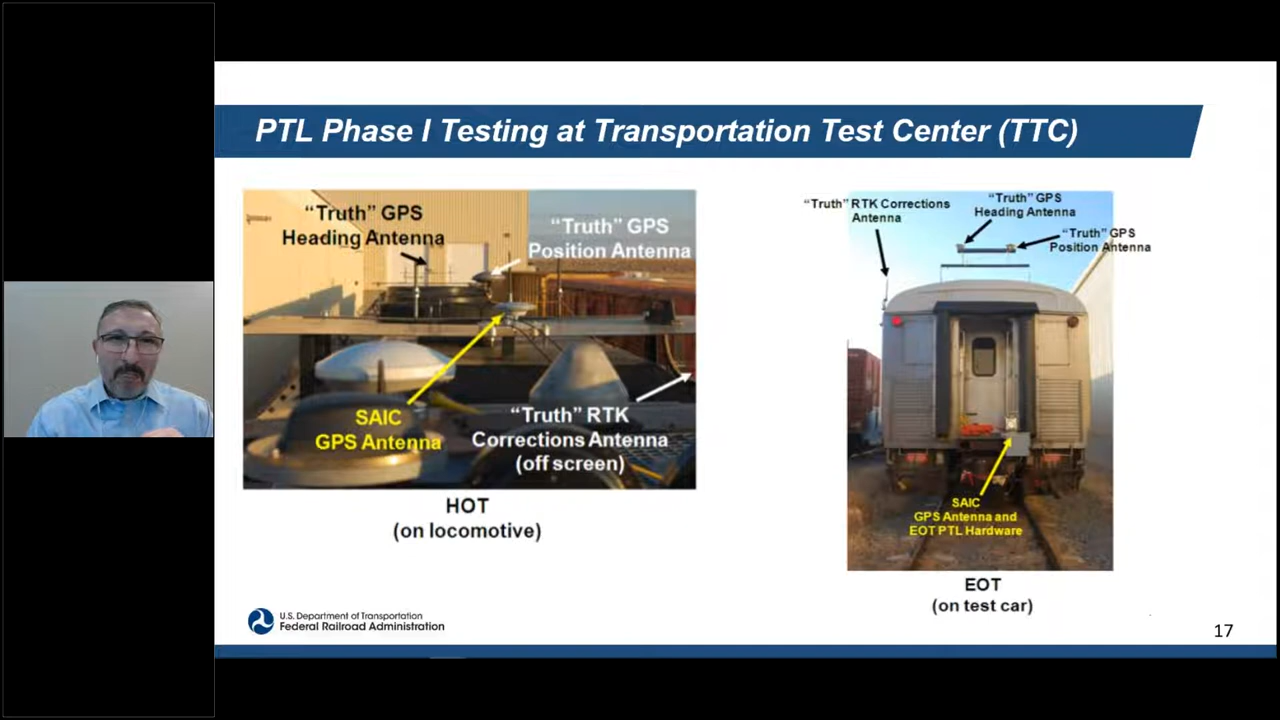 PTL Phase I Testing at Transportation Test Center (TTC)
“Truth” GPS
Heading Antenna
“Truth” GPS
Position Antenna
SAIC
GPS Antenna
“Truth” RTK
Corrections Antenna
(off screen)
HOT
(on locomotive)
“Truth” RTK Corrections
Antenna
“Truth” GPS
Heading Antenna
“Truth” GPS
Position Antenna
SAIC
GPS Antenna and
EOT PTL Hardware
EOT
(on test car)
U.S. Department of Transportation
Federal Railroad Administration
17